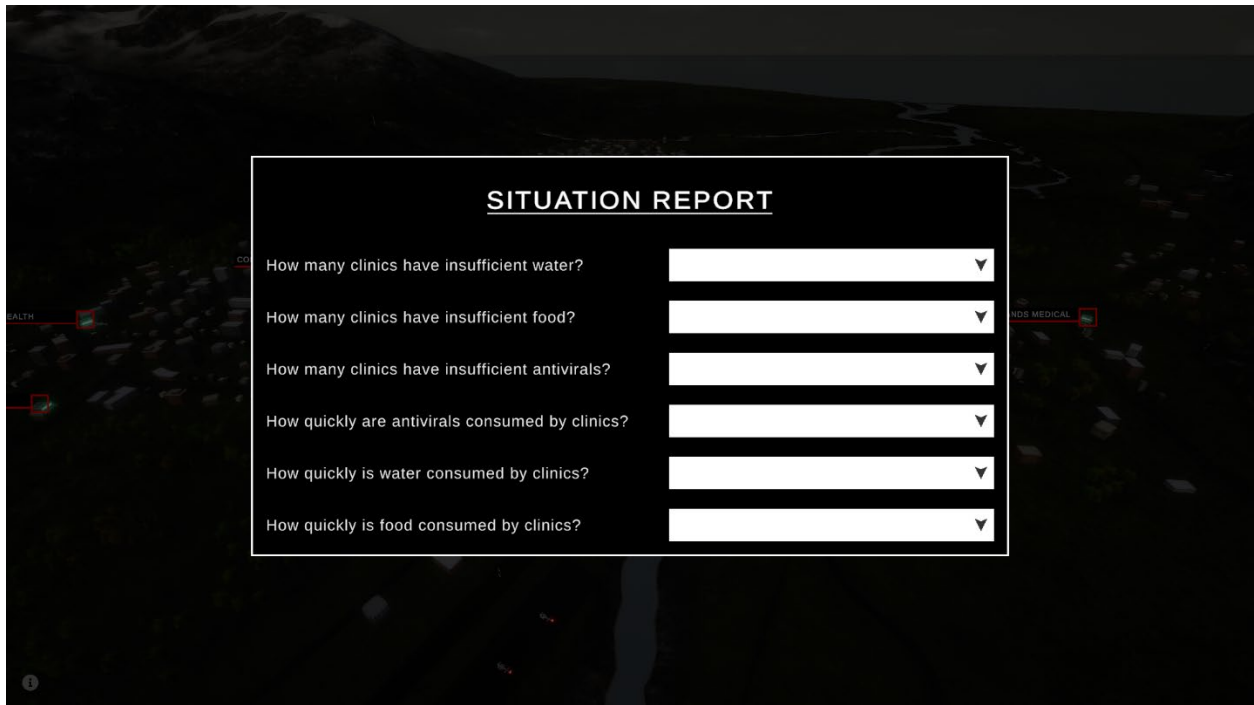 SITUATION REPORT
How many clinics have insufficient water?
How many clinics have insufficient food?
How many clinics have insufficient antivirals?
How quickly are antivirals consumed by clinics?
How quickly is water consumed by clinics?
How quickly is food consumed by clinics?
CO
EALTH
NDS MEDICAL
i